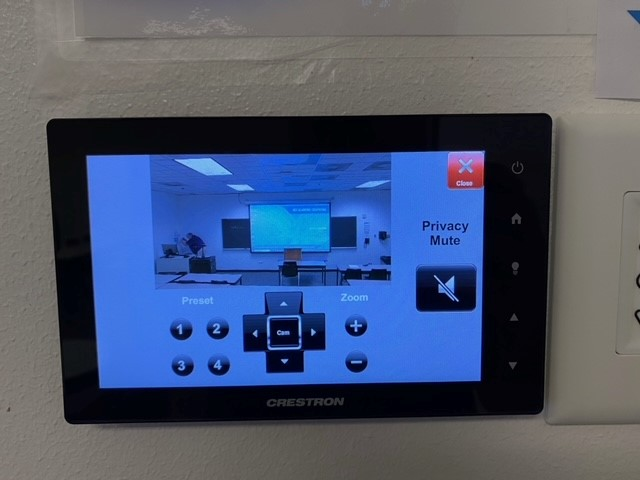 Close
Privacy
Mute
Preset
Zoom
1 2
Cam
3 4
CRESTRON